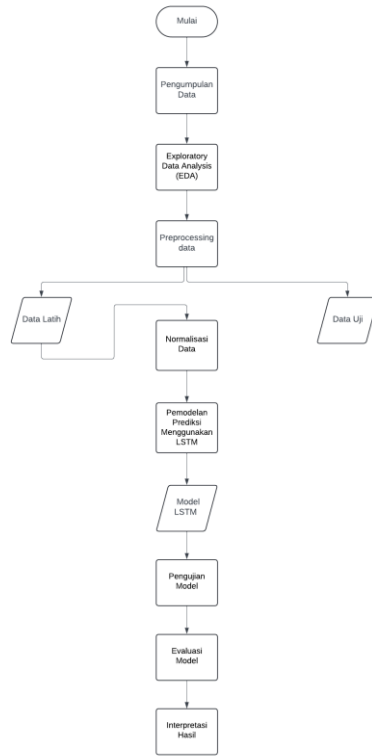 Mulai
Pengumpulan
Data
Exploratory
Data Analysis
(EDA)
Preprocessing
data
Data Latih
Data Uji
Normalisasi
Data
Pemodelan
Prediksi
Menggunakan
LSTM
Model
LSTM
Pengujian
Model
Evaluasi
Model
Interpretasi
Hasil